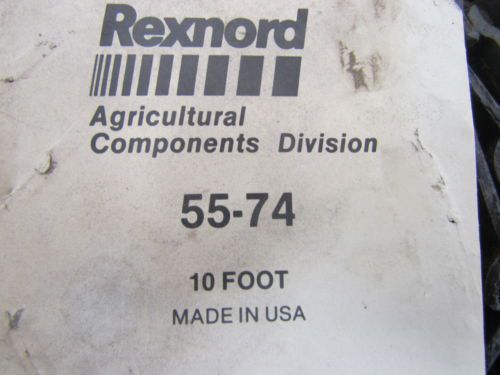 Rexnord
Agricultural
Components Division
55-74
10 FOOT
MADE IN USA